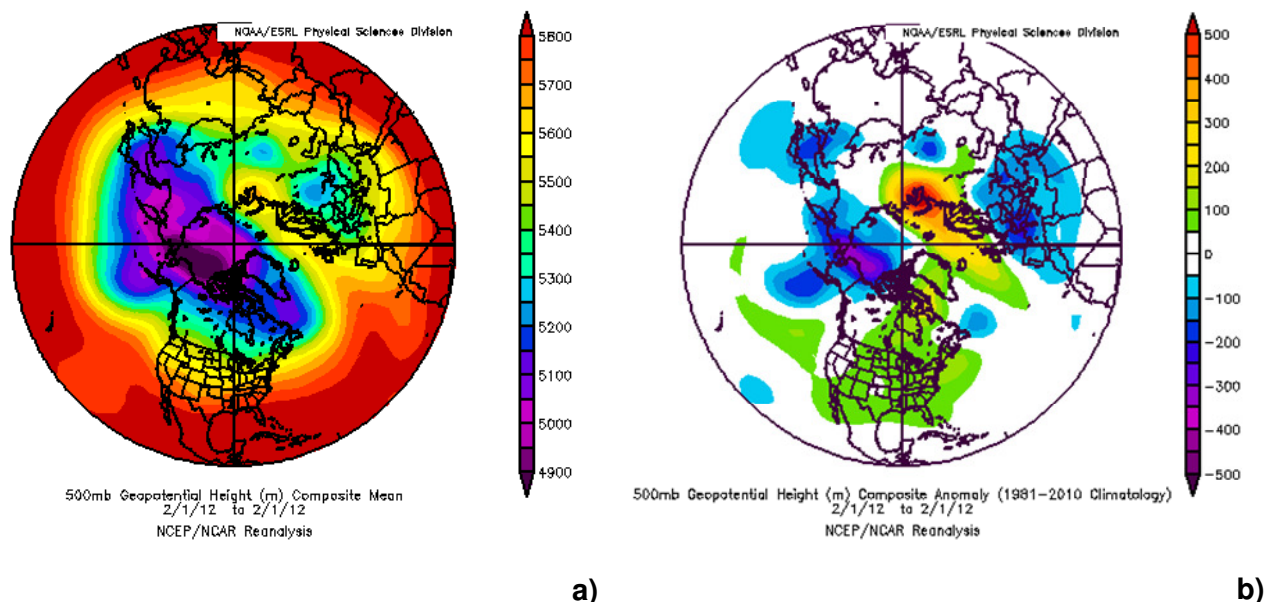 NOAA/ESRL Physical Sciences Division
5800
5700
5600
5500
5400
5300
5200
5100
5000
4900
500mb Geopotential Height (m) Composite Mean
2/1/12 to 2/1/12
NCEP/NCAR Reanalysis
a)
NOAA/ESRL Physical Sciences Division
500
400
300
200
100
0
-100
-200
-300
-400
-500
500mb Geopotential Height (m) Composite Anomaly (1981-2010 Climatology)
2/1/12 to 2/1/12
NCEP/NCAR Reanalysis
b)